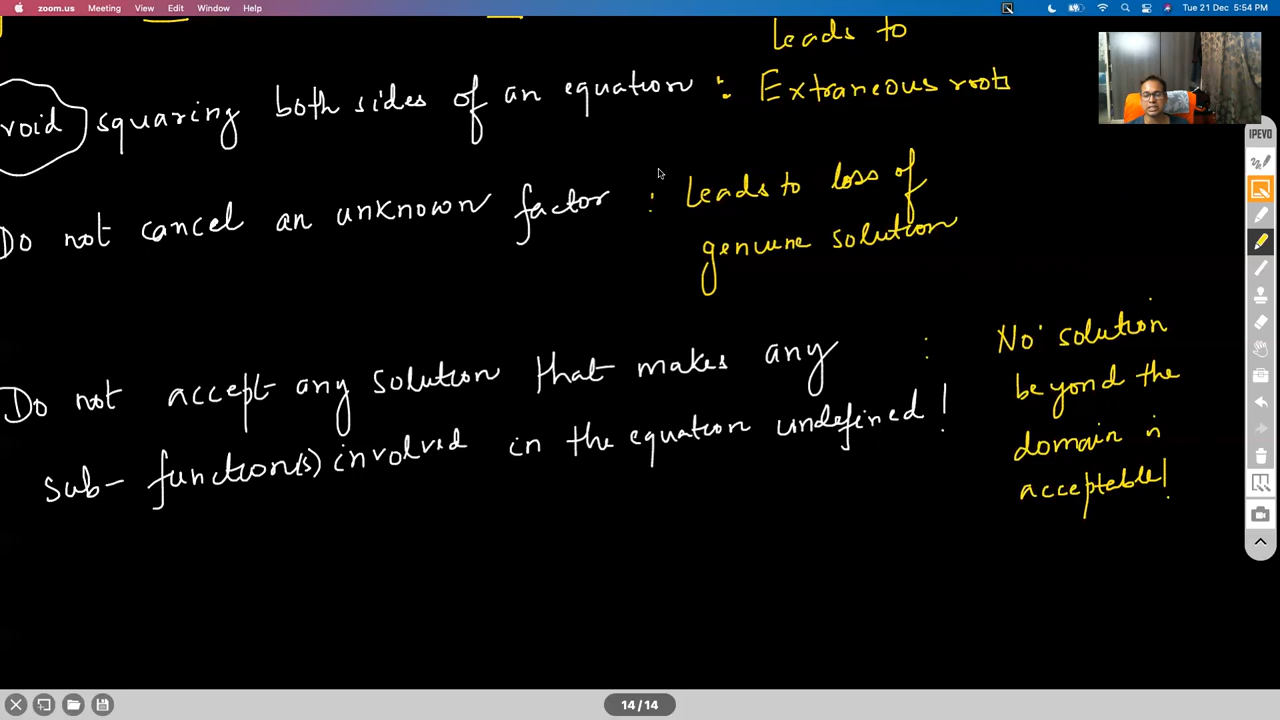 zoom.us Meeting View Edit Window Help Tue 21 Dec 5:54 PM
leads to
void squaring both sides of an equation : Extraneous roots
IPEVO
Do not cancel an unknown factor : leads to loss of
genuine solution
Do not accept any solution that makes any : No solution
sub-function(s) involved in the equation undefined! beyond the
domain is
acceptable!
14/14